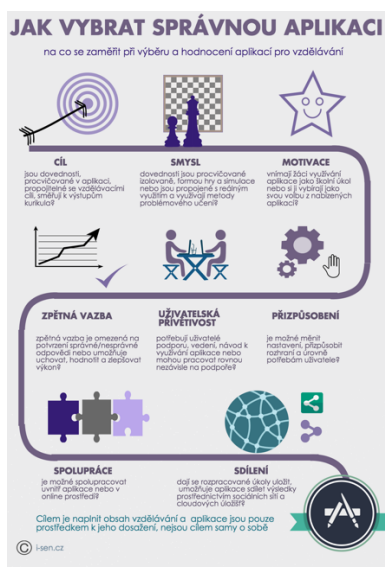 JAK VYBRAT SPRÁVNOU APLIKACI
na co se zaměřit při výběru a hodnocení aplikací pro vzdělávání
CÍL
jsou dovednosti,
procvičované v aplikaci,
propojitelné se vzdělávacími
cíli, směřují k výstupům
kurikula?
SMYSL
dovednosti jsou procvičované
izolovaně, formou hry a simulace
nebo jsou propojené s reálným
využitím a využívají metody
problémového učení?
MOTIVACE
vnímají žáci využívání
aplikace jako školní úkol
nebo si ji vybírají jako
svou volbu z nabízených
aplikací?
ZPĚTNÁ VAZBA
zpětná vazba je omezená na
potvrzení správné/nesprávné
odpovědi nebo umožňuje
uchovat, hodnotit a zlepšovat
výkon?
UŽIVATELSKÁ
PŘÍVĚTIVOST
potřebují uživatelé
podporu, vedení, návod k
využívání aplikace nebo
mohou pracovat rovnou
nezávisle na podpoře?
PŘIZPŮSOBENÍ
je možné měnit
nastavení, přizpůsobit
rozhraní a úrovně
potřebám uživatele?
SPOLUPRÁCE
je možné spolupracovat
uvnitř aplikace nebo v
online prostředí?
SDÍLENÍ
dají se rozpracované úkoly uložit,
umožňuje aplikace sdílet výsledky
prostřednictvím sociálních sítí a
cloudových úložišť?
Cílem je naplnit obsah vzdělávání a aplikace jsou pouze
prostředkem k jeho dosažení, nejsou cílem samy o sobě
© i-sen.cz